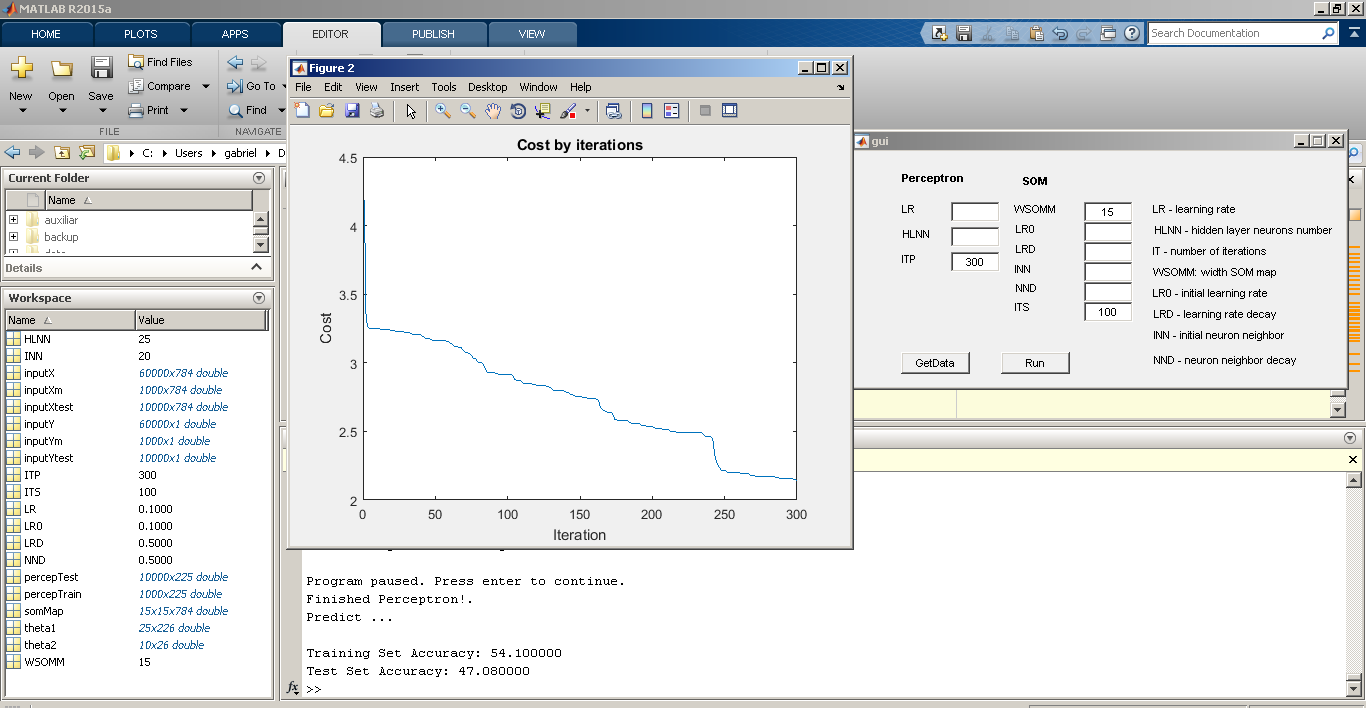 MATLAB R2015a
HOME PLOTS APPS EDITOR PUBLISH VIEW
Search Documentation
New Open Save
Find Files
Compare
Print
FILE
Go To
Find
NAVIGATE
C: Users gabriel D
Current Folder
Name
auxiliar
backup
Details
Workspace
Name Value
HLNN 25
INN 20
inputX 60000x784 double
inputXm 1000x784 double
inputXtest 10000x784 double
inputY 60000x1 double
inputYm 1000x1 double
inputYtest 10000x1 double
ITP 300
ITS 100
LR 0.1000
LR0 0.1000
LRD 0.5000
NND 0.5000
percepTest 10000x225 double
percepTrain 1000x225 double
somMap 15x15x784 double
theta1 25x226 double
theta2 10x26 double
WSOMM 15
Figure 2
File Edit View Insert Tools Desktop Window Help
Cost by iterations
4.5
4
3.5
3
2.5
2
Cost
0 50 100 150 200 250 300
Iteration
gui
Perceptron
SOM
LR
HLNN
ITP 300
WSOMM 15
LR0
LRD
INN
NND
ITS 100
LR - learning rate
HLNN - hidden layer neurons number
IT - number of iterations
WSOMM: width SOM map
LR0 - initial learning rate
LRD - learning rate decay
INN - initial neuron neighbor
NND - neuron neighbor decay
GetData
Run
Program paused. Press enter to continue.
Finished Perceptron!.
Predict ...
Training Set Accuracy: 54.100000
Test Set Accuracy: 47.080000
fx >>